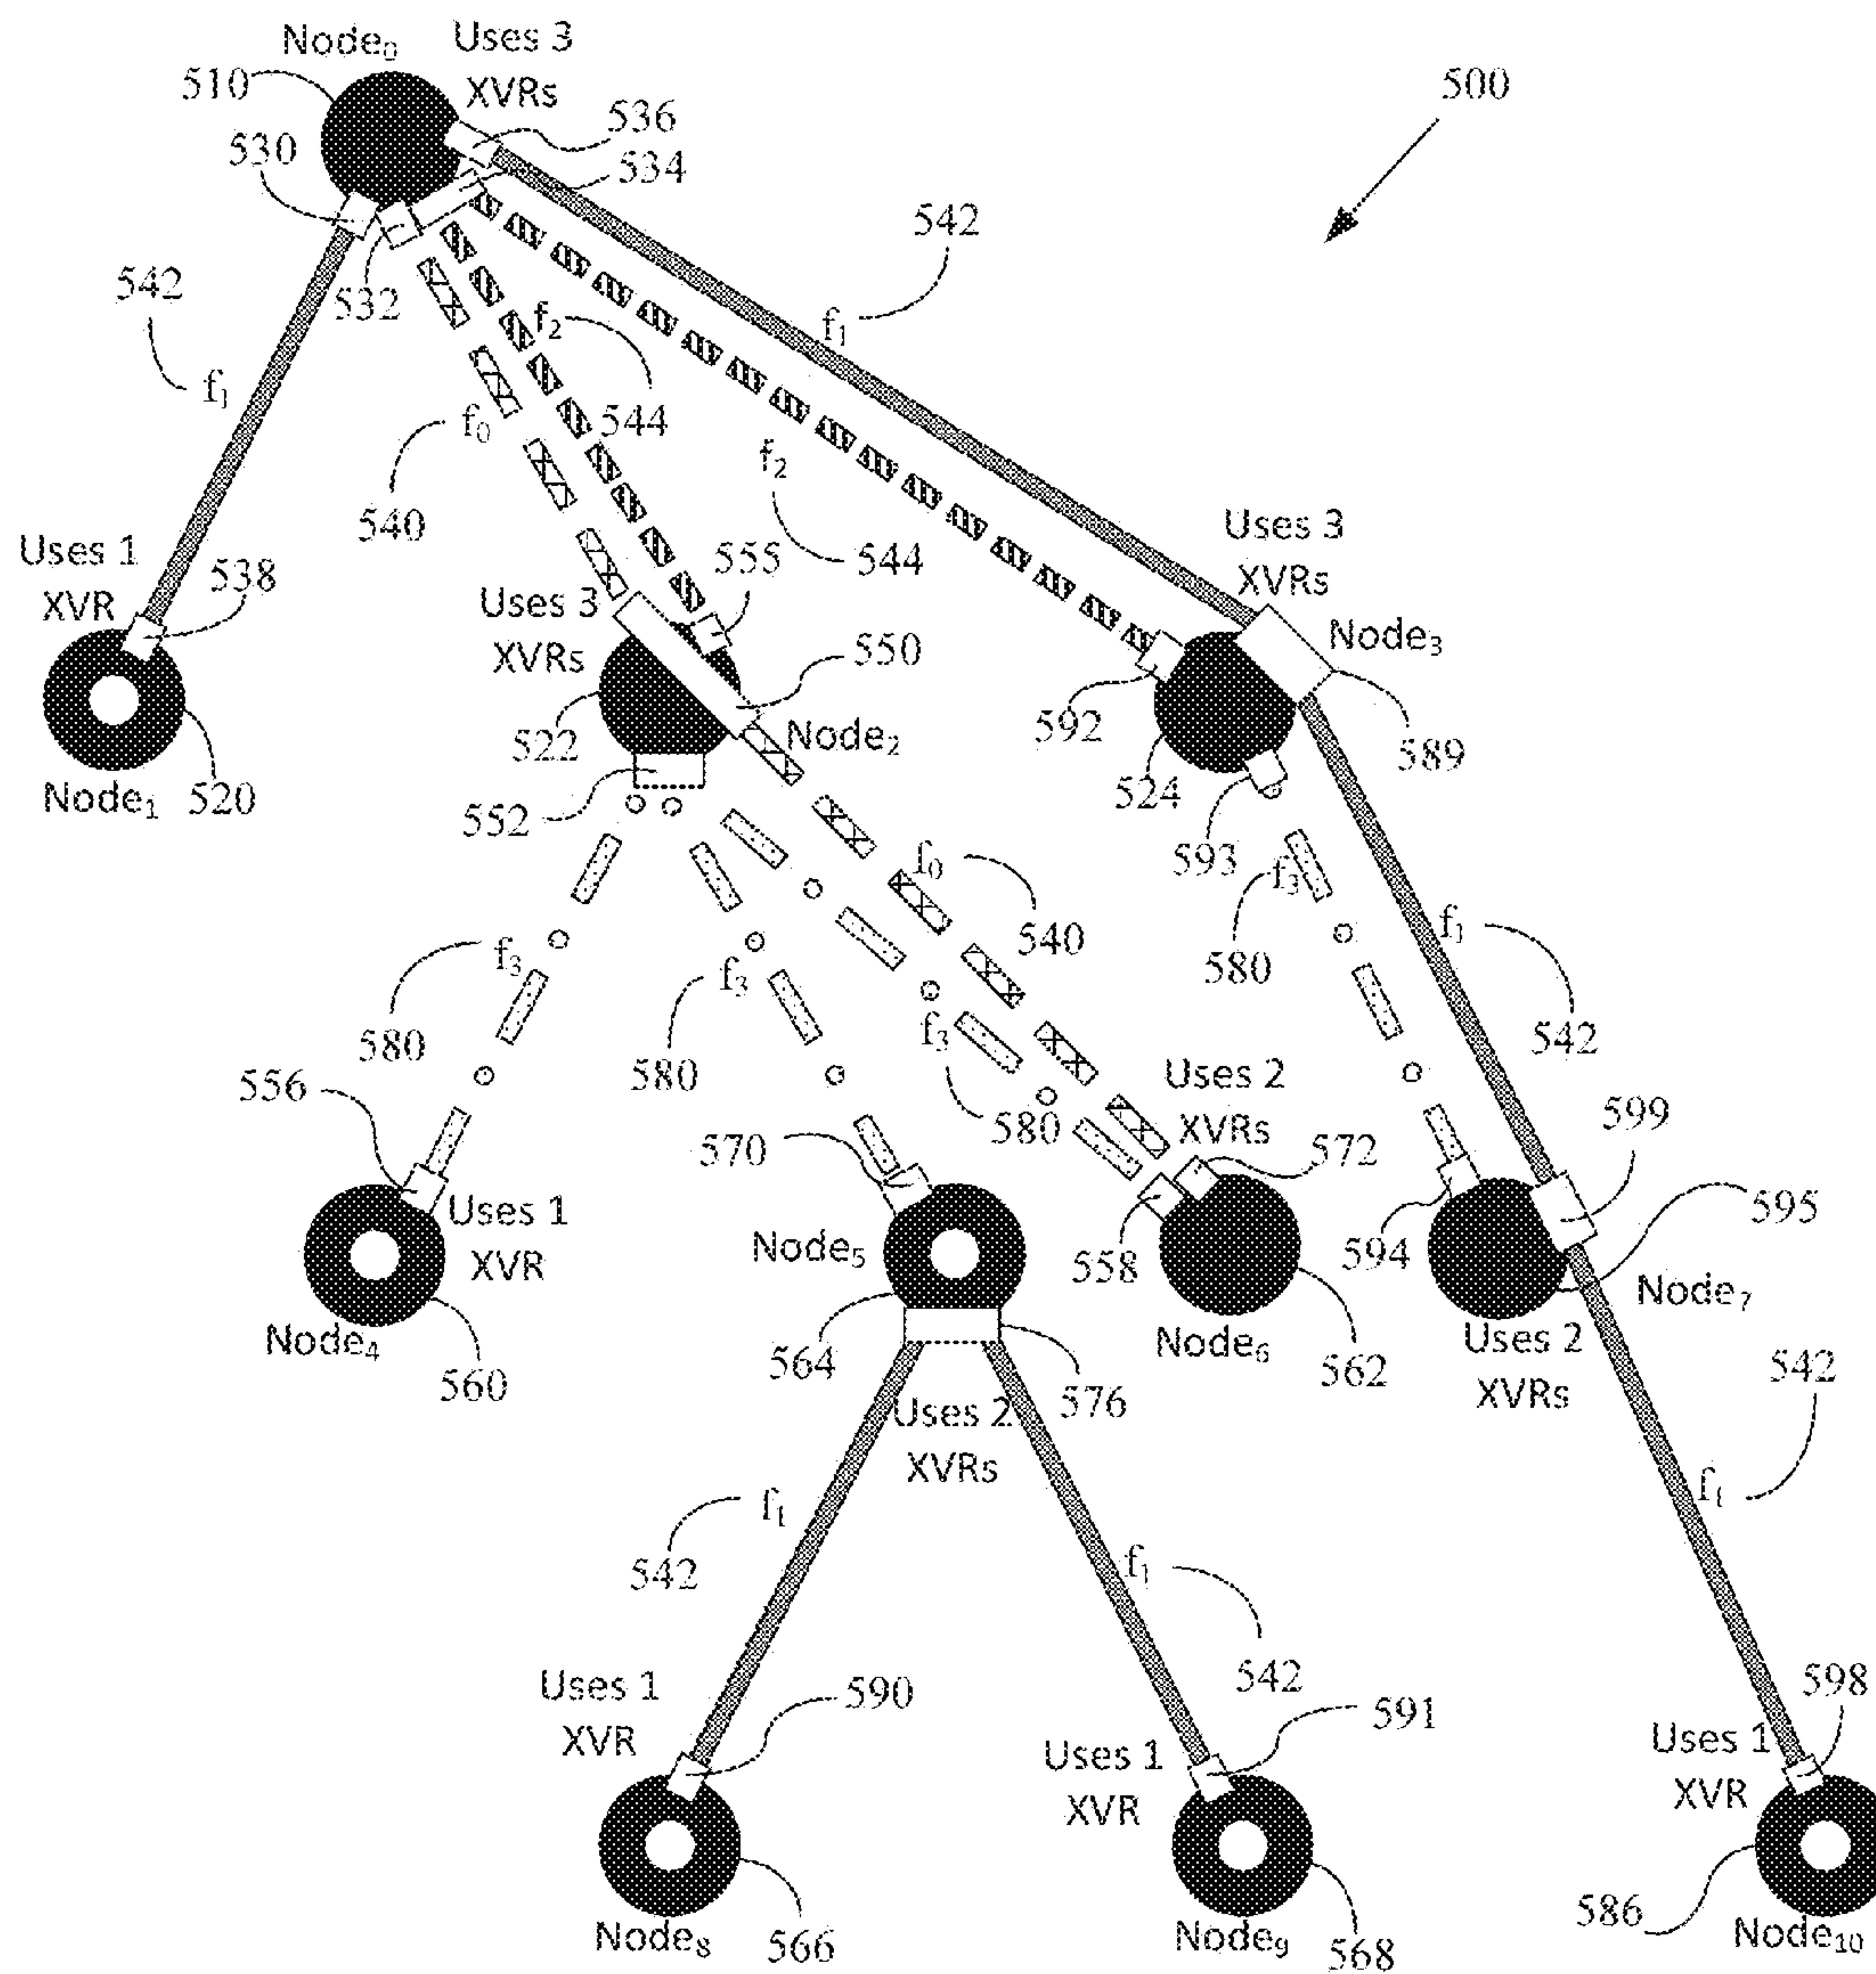 Node₀
Uses 3
XVRs
510
500
536
530
534
542
542
532
f₂
f₁
f₁
f₀
544
f₂
540
Uses 3
XVRs
544
Uses 1
XVR
538
555
Uses 3
XVRs
Node₃
550
592
522
Node₂
589
Node₁
520
552
524
593
f₀
f₃
580
f₁
540
580
f₃
f₃
580
542
f₃
580
580
556
Uses 2
XVRs
599
570
572
Uses 1
XVR
595
Node₅
558
594
Node₇
Node₄
560
564
Node₆
562
Uses 2
XVRs
542
576
Uses 2
XVRs
f₁
f₁
542
f₁
542
Uses 1
XVR
590
598
591
Uses 1
XVR
Uses 1
XVR
586
Node₈
566
Node₉
568
Node₁₀